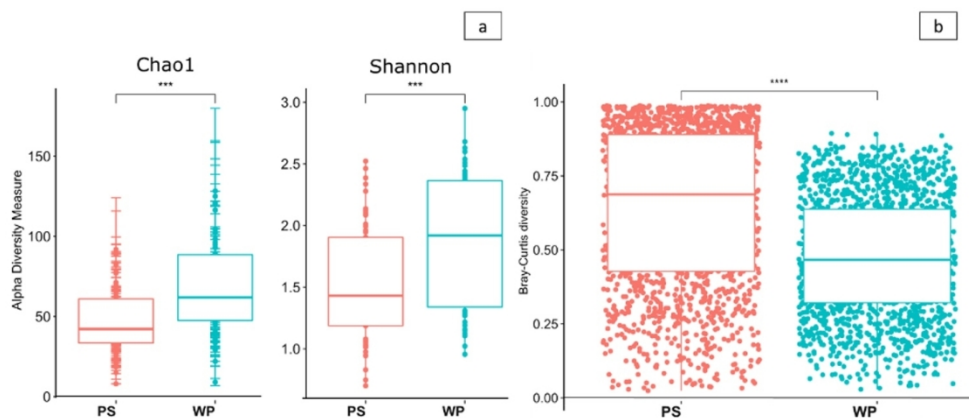 a
Chao1
***
Alpha Diversity Measure
150
100
50
0
PS
WP
Shannon
***
3.0
2.5
2.0
1.5
1.0
PS
WP
b
****
Bray-Curtis diversity
1.00
0.75
0.50
0.25
0.00
PS
WP